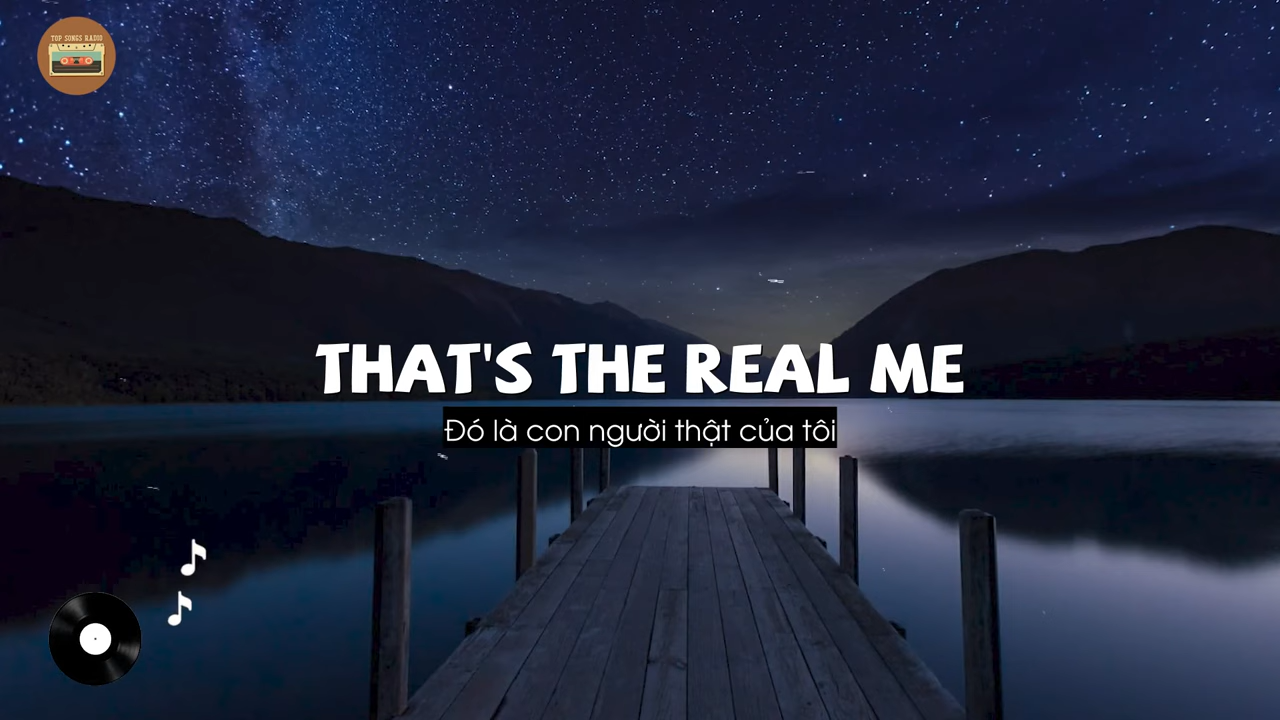 TOP SONGS RADIO
THAT'S THE REAL ME
Đó là con người thật của tôi